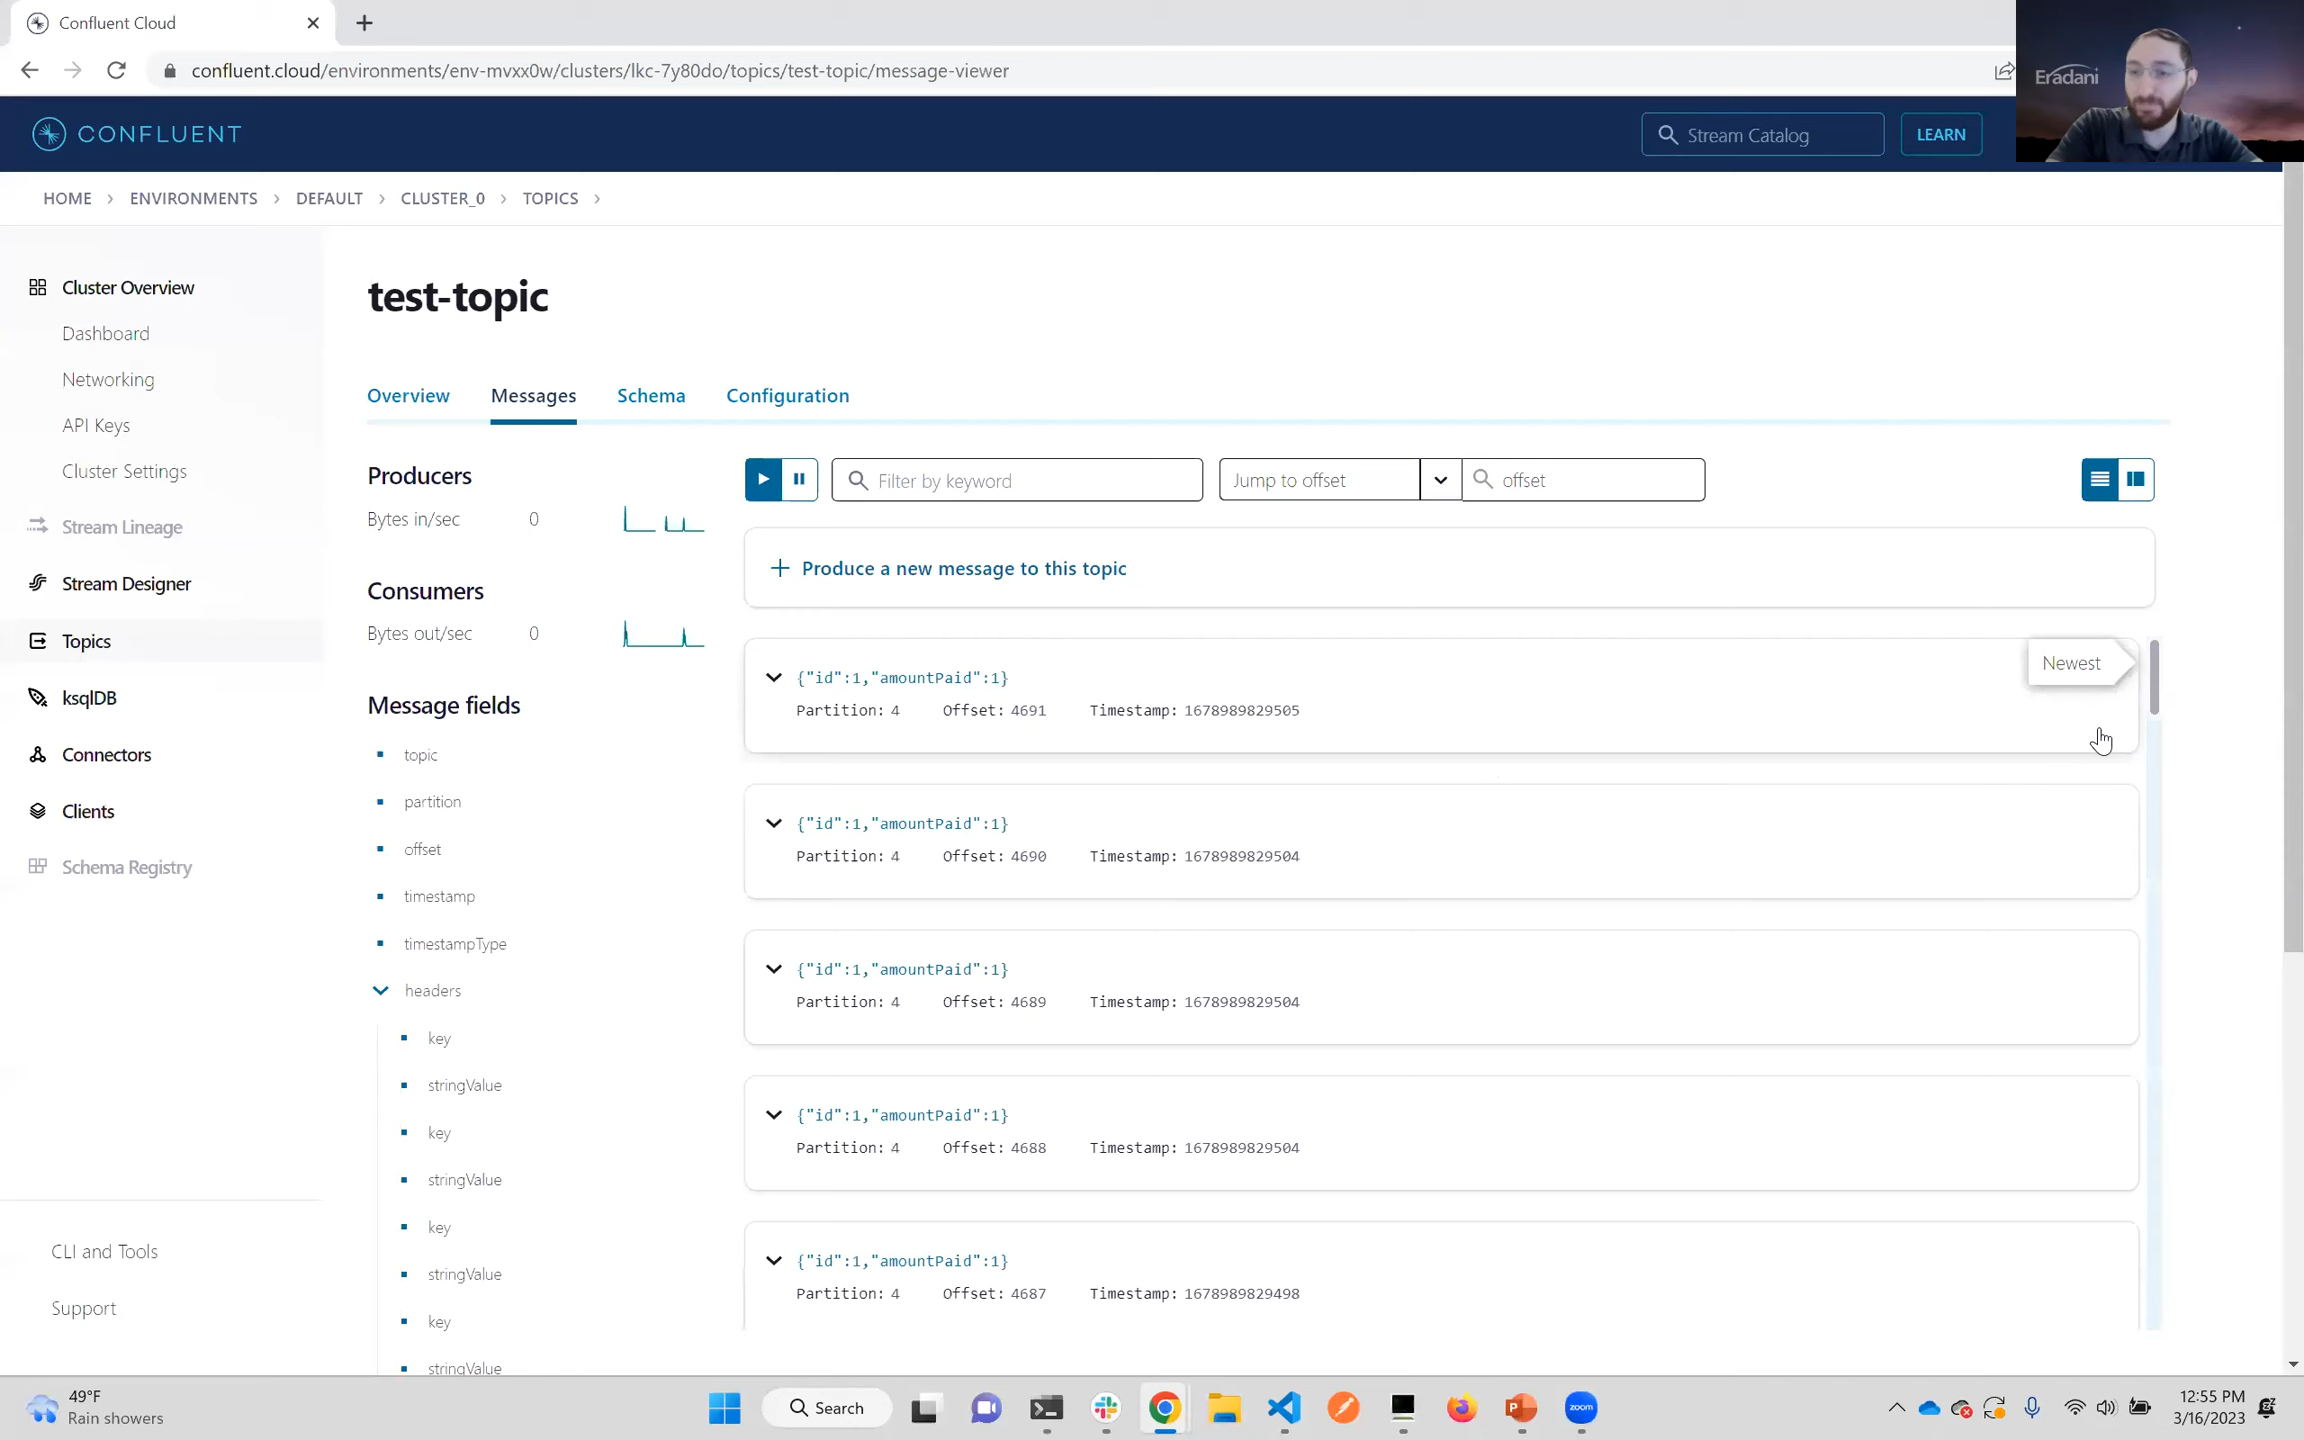 Confluent Cloud
confluent.cloud/environments/env-mvxx0w/clusters/lkc-7y80do/topics/test-topic/message-viewer
Eradani
CONFLUENT
Stream Catalog
LEARN
HOME > ENVIRONMENTS > DEFAULT > CLUSTER_0 > TOPICS >
Cluster Overview
Dashboard
Networking
API Keys
Cluster Settings
Stream Lineage
Stream Designer
Topics
ksqlDB
Connectors
Clients
Schema Registry
CLI and Tools
Support
test-topic
Overview Messages Schema Configuration
Producers
Bytes in/sec 0
Consumers
Bytes out/sec 0
Message fields
topic
partition
offset
timestamp
timestampType
headers
key
stringValue
key
stringValue
key
stringValue
key
stringValue
Filter by keyword
Jump to offset
offset
Produce a new message to this topic
Newest
{"id":1,"amountPaid":1}
Partition: 4 Offset: 4691 Timestamp: 1678989829505
{"id":1,"amountPaid":1}
Partition: 4 Offset: 4690 Timestamp: 1678989829504
{"id":1,"amountPaid":1}
Partition: 4 Offset: 4689 Timestamp: 1678989829504
{"id":1,"amountPaid":1}
Partition: 4 Offset: 4688 Timestamp: 1678989829504
{"id":1,"amountPaid":1}
Partition: 4 Offset: 4687 Timestamp: 1678989829498
49°F
Rain showers
Search
zoom
12:55 PM
3/16/2023